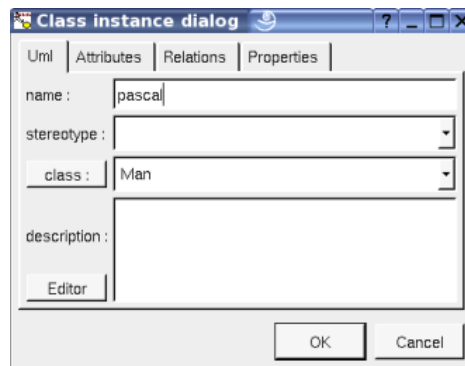 Class instance dialog
Uml Attributes Relations Properties
name : pascal
stereotype :
class : Man
description :
Editor
OK Cancel